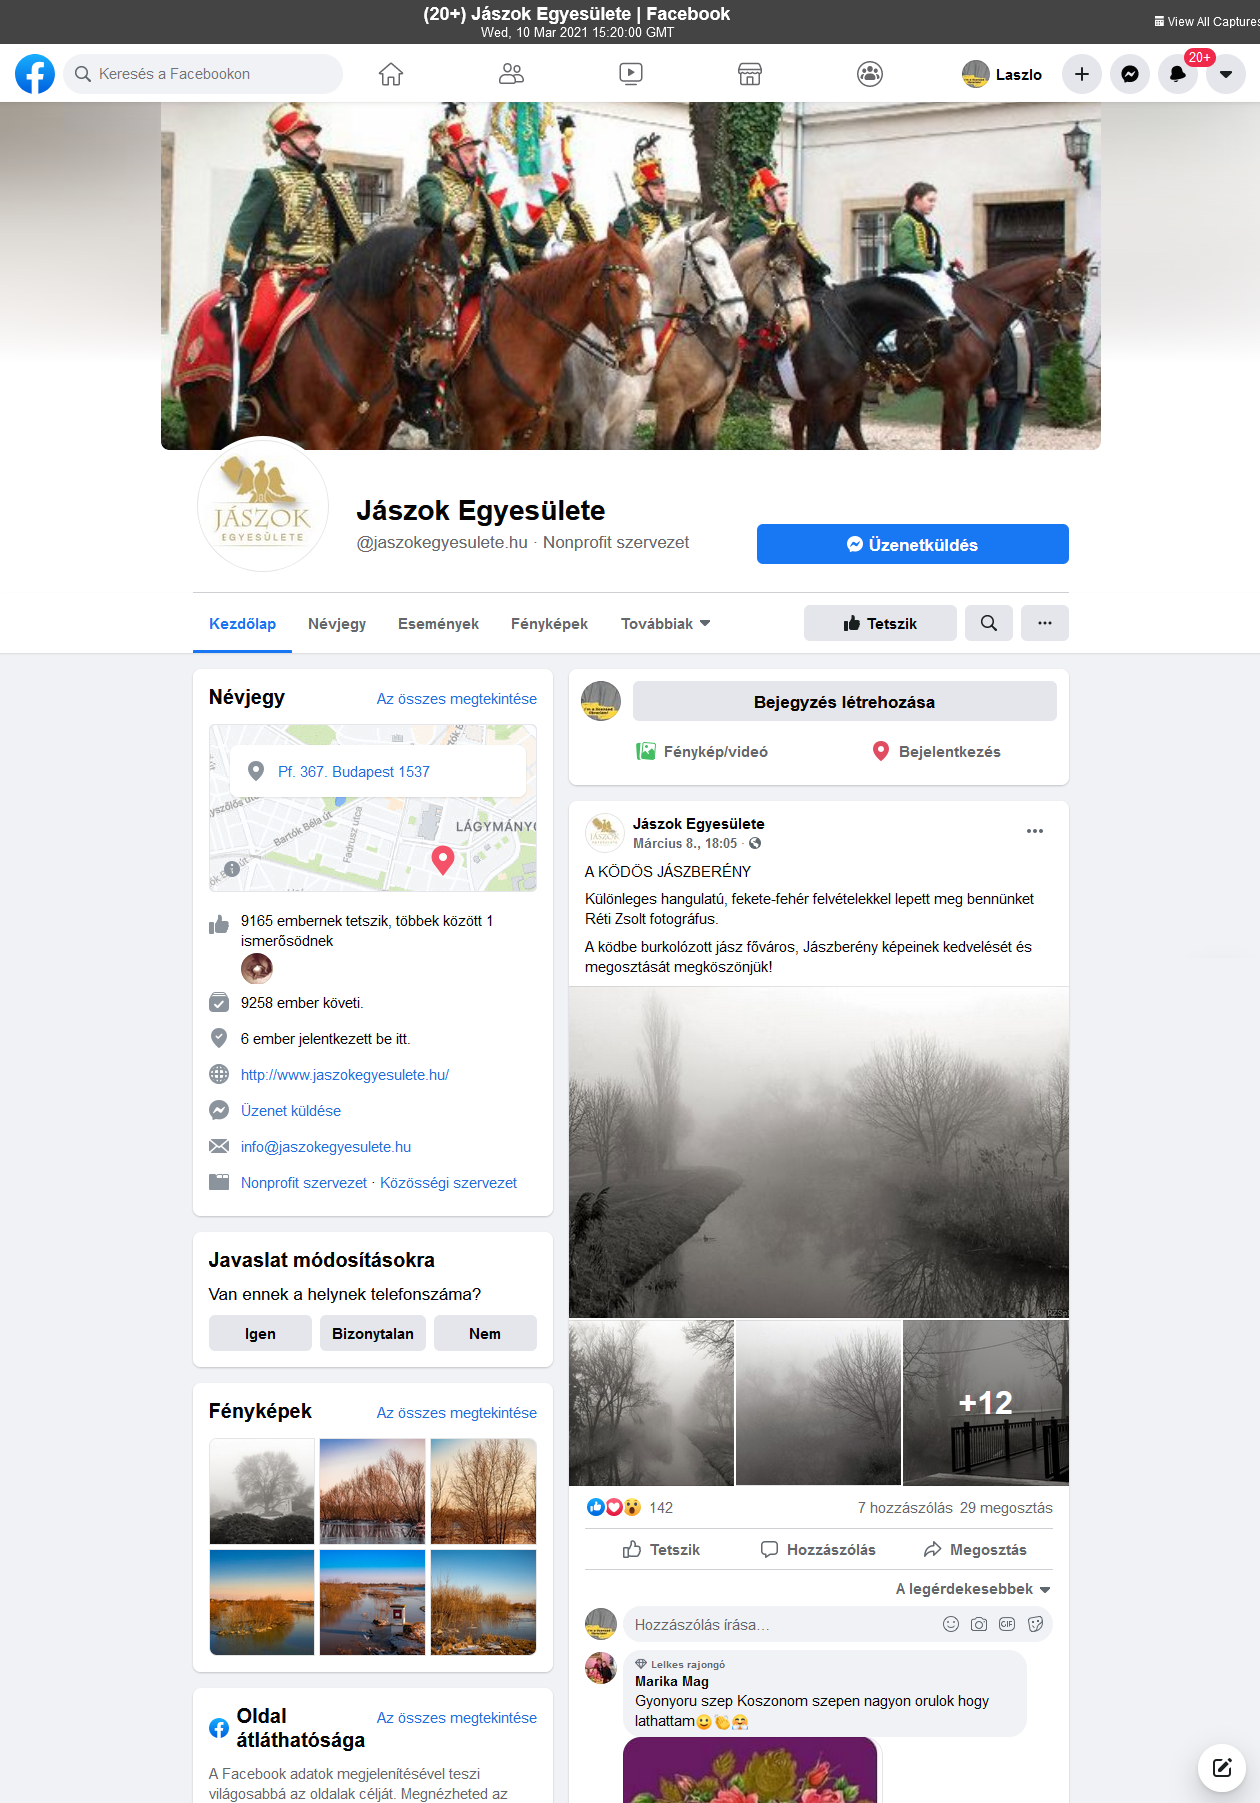 (20+) Jászok Egyesülete | Facebook
Wed, 10 Mar 2021 15:20:00 GMT
View All Captures
Keresés a Facebookon
Laszlo
20+
JÁSZOK
EGYESÜLETE
Jászok Egyesülete
@jaszokegyesulete.hu · Nonprofit szervezet
Üzenetküldés
Kezdőlap
Névjegy
Események
Fényképek
Továbbiak
Tetszik
Névjegy
Az összes megtekintése
Pf. 367. Budapest 1537
Bartók Béla út
Fadrusz utca
LÁGYMÁNYO
9165 embernek tetszik, többek között 1
ismerősödnek
9258 ember követi.
6 ember jelentkezett be itt.
http://www.jaszokegyesulete.hu/
Üzenet küldése
info@jaszokegyesulete.hu
Nonprofit szervezet · Közösségi szervezet
Javaslat módosításokra
Van ennek a helynek telefonszáma?
Igen
Bizonytalan
Nem
Fényképek
Az összes megtekintése
Oldal
átláthatósága
Az összes megtekintése
A Facebook adatok megjelenítésével teszi
világosabbá az oldalak célját. Megnézheted az
Bejegyzés létrehozása
Fénykép/videó
Bejelentkezés
Jászok Egyesülete
Március 8., 18:05 ·
A KÖDÖS JÁSZBERÉNY
Különleges hangulatú, fekete-fehér felvételekkel lepett meg bennünket
Réti Zsolt fotográfus.
A ködbe burkolózott jász főváros, Jászberény képeinek kedvelését és
megosztását megköszönjük!
+12
142
7 hozzászólás 29 megosztás
Tetszik
Hozzászólás
Megosztás
A legérdekesebbek
Hozzászólás írása...
GIF
Lelkes rajongó
Marika Mag
Gyonyoru szep Koszonom szepen nagyon orulok hogy
lathattam😉👏🤗